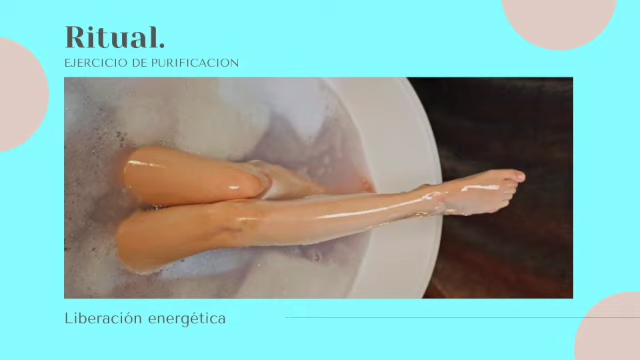 Ritual.
EJERCICIO DE PURIFICACION
Liberación energética